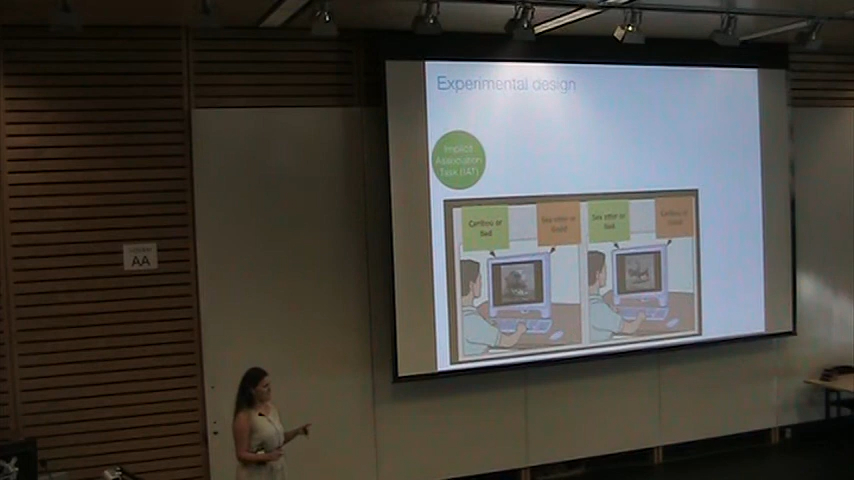 Experimental design
Implicit
Association
Task (IAT)
Caribou or
Bad
Sea otter or
Good
Sea otter or
Bad
Caribou or
AA